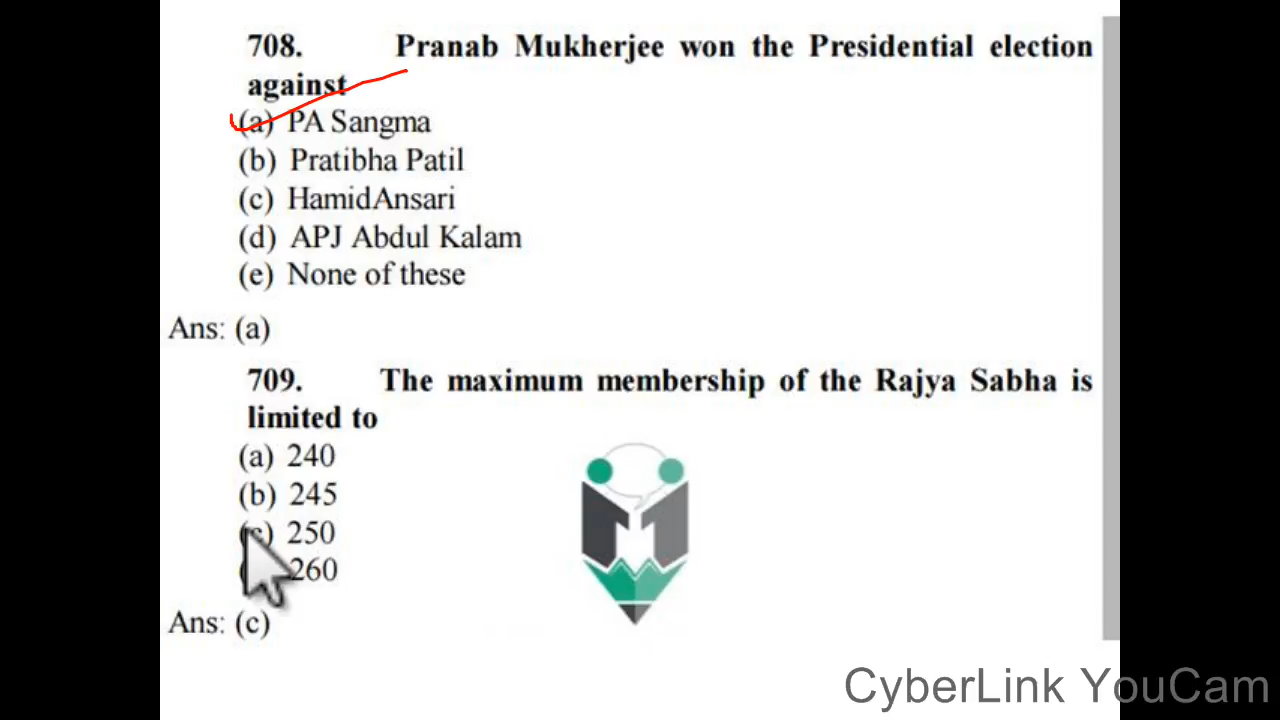 708. Pranab Mukherjee won the Presidential election
against
(a) PA Sangma
(b) Pratibha Patil
(c) HamidAnsari
(d) APJ Abdul Kalam
(e) None of these
Ans: (a)
709. The maximum membership of the Rajya Sabha is
limited to
(a) 240
(b) 245
(c) 250
260
Ans: (c)
CyberLink YouCam